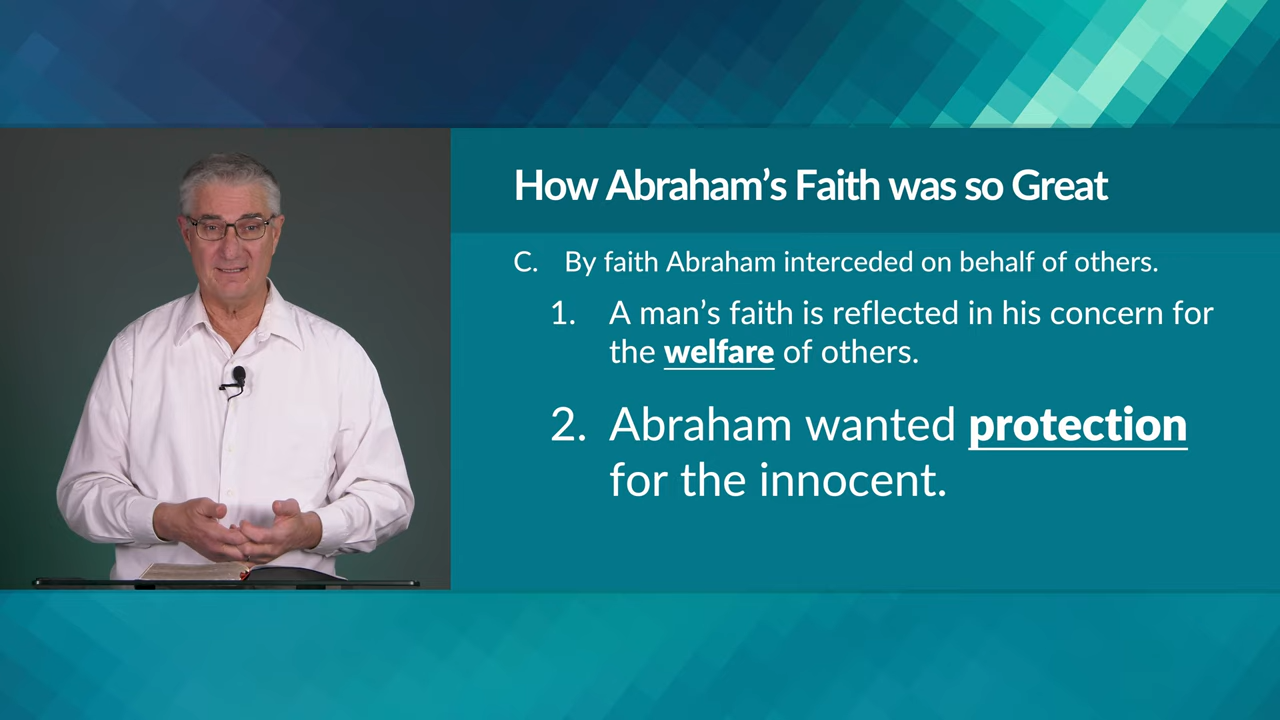 How Abraham’s Faith was so Great
C. By faith Abraham interceded on behalf of others.
1. A man’s faith is reflected in his concern for
the welfare of others.
2. Abraham wanted protection
for the innocent.